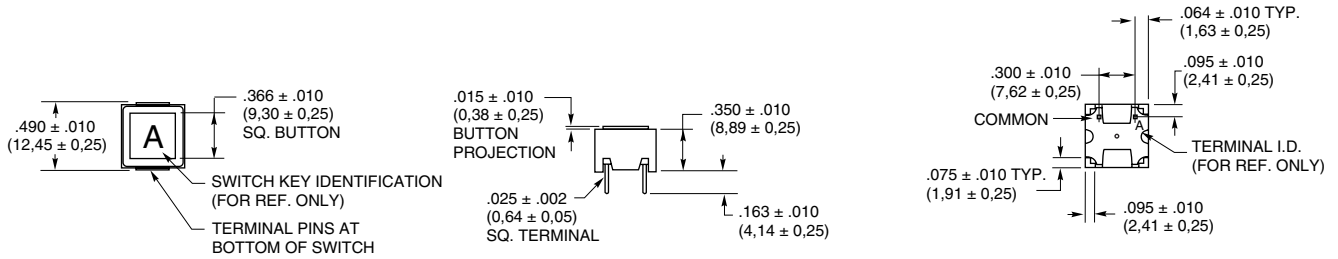 .490 ± .010
(12,45 ± 0,25)
A
.366 ± .010
(9,30 ± 0,25)
SQ. BUTTON
SWITCH KEY IDENTIFICATION
(FOR REF. ONLY)
TERMINAL PINS AT
BOTTOM OF SWITCH
.015 ± .010
(0,38 ± 0,25)
BUTTON
PROJECTION
.350 ± .010
(8,89 ± 0,25)
.025 ± .002
(0,64 ± 0,05)
SQ. TERMINAL
.163 ± .010
(4,14 ± 0,25)
.064 ± .010 TYP.
(1,63 ± 0,25)
.300 ± .010
(7,62 ± 0,25)
.095 ± .010
(2,41 ± 0,25)
COMMON
A
TERMINAL I.D.
(FOR REF. ONLY)
.075 ± .010 TYP.
(1,91 ± 0,25)
.095 ± .010
(2,41 ± 0,25)